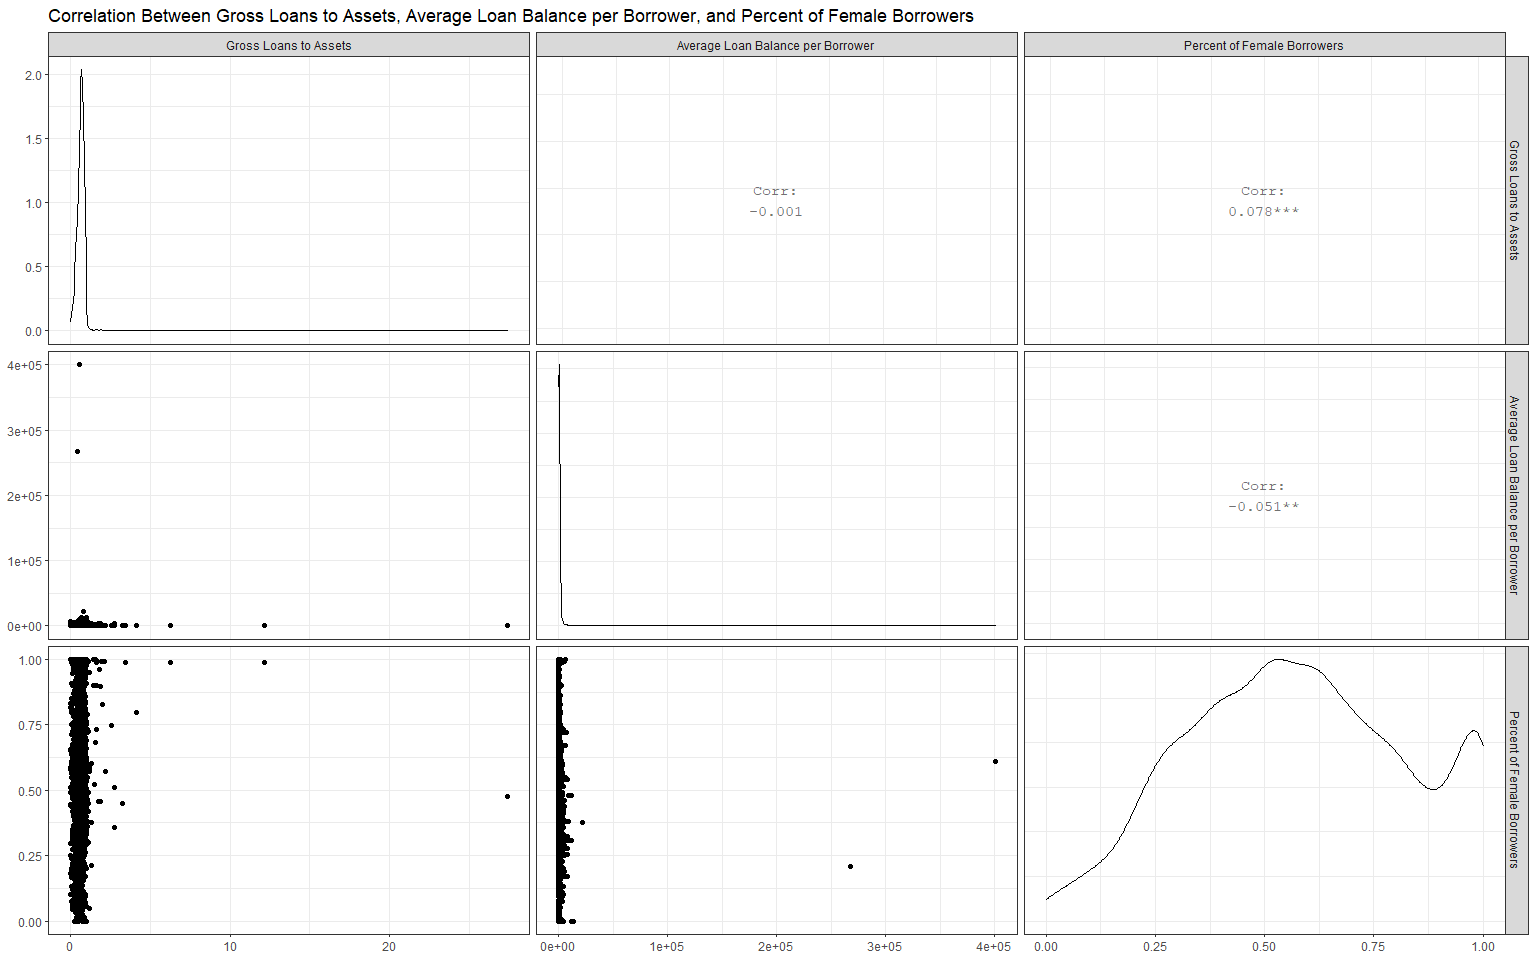 Correlation Between Gross Loans to Assets, Average Loan Balance per Borrower, and Percent of Female Borrowers
Gross Loans to Assets
Average Loan Balance per Borrower
Percent of Female Borrowers
2.0
1.5
1.0
0.5
0.0
Corr:
-0.001
Corr:
0.078***
Gross Loans to Assets
4e+05
3e+05
2e+05
1e+05
0e+00
Corr:
-0.051**
Average Loan Balance per Borrower
1.00
0.75
0.50
0.25
0.00
Percent of Female Borrowers
0
10
20
0e+00
1e+05
2e+05
3e+05
4e+05
0.00
0.25
0.50
0.75
1.00